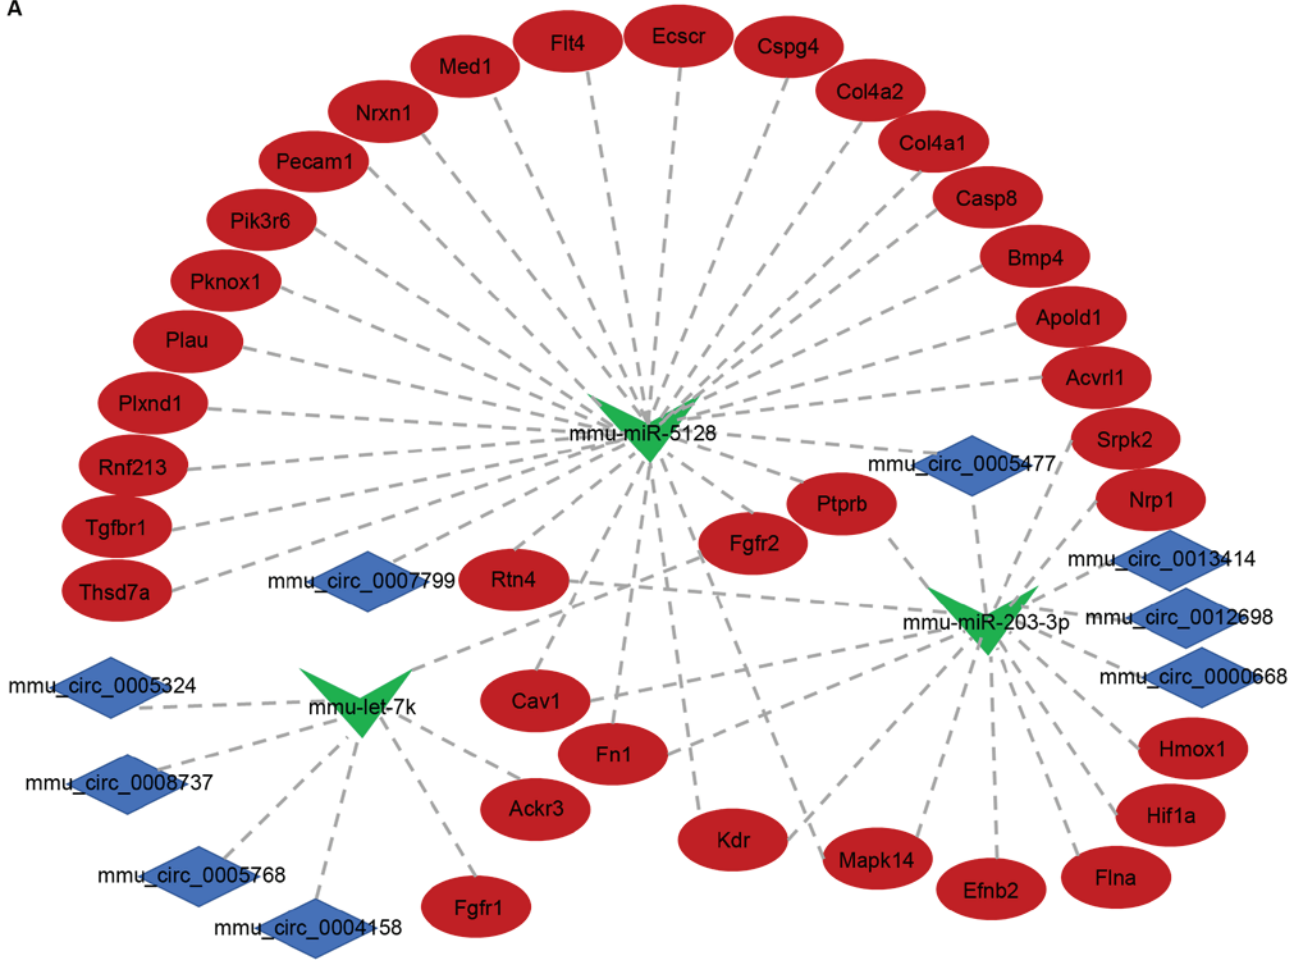 A
Flt4
Ecscr
Cspg4
Med1
Col4a2
Nrxn1
Col4a1
Pecam1
Casp8
Pik3r6
Bmp4
Pknox1
Apold1
Plau
Acvrl1
Plxnd1
mmu-miR-5128
Srpk2
Rnf213
mmu_circ_0005477
Nrp1
Ptprb
Tgfbr1
Fgfr2
mmu_circ_0013414
mmu_circ_0007799
Rtn4
Thsd7a
mmu_circ_0012698
mmu-miR-203-3p
mmu_circ_0000668
mmu_circ_0005324
Cav1
mmu-let-7k
Hmox1
Fn1
mmu_circ_0008737
Ackr3
Hif1a
Kdr
Mapk14
mmu_circ_0005768
Flna
Efnb2
Fgfr1
mmu_circ_0004158